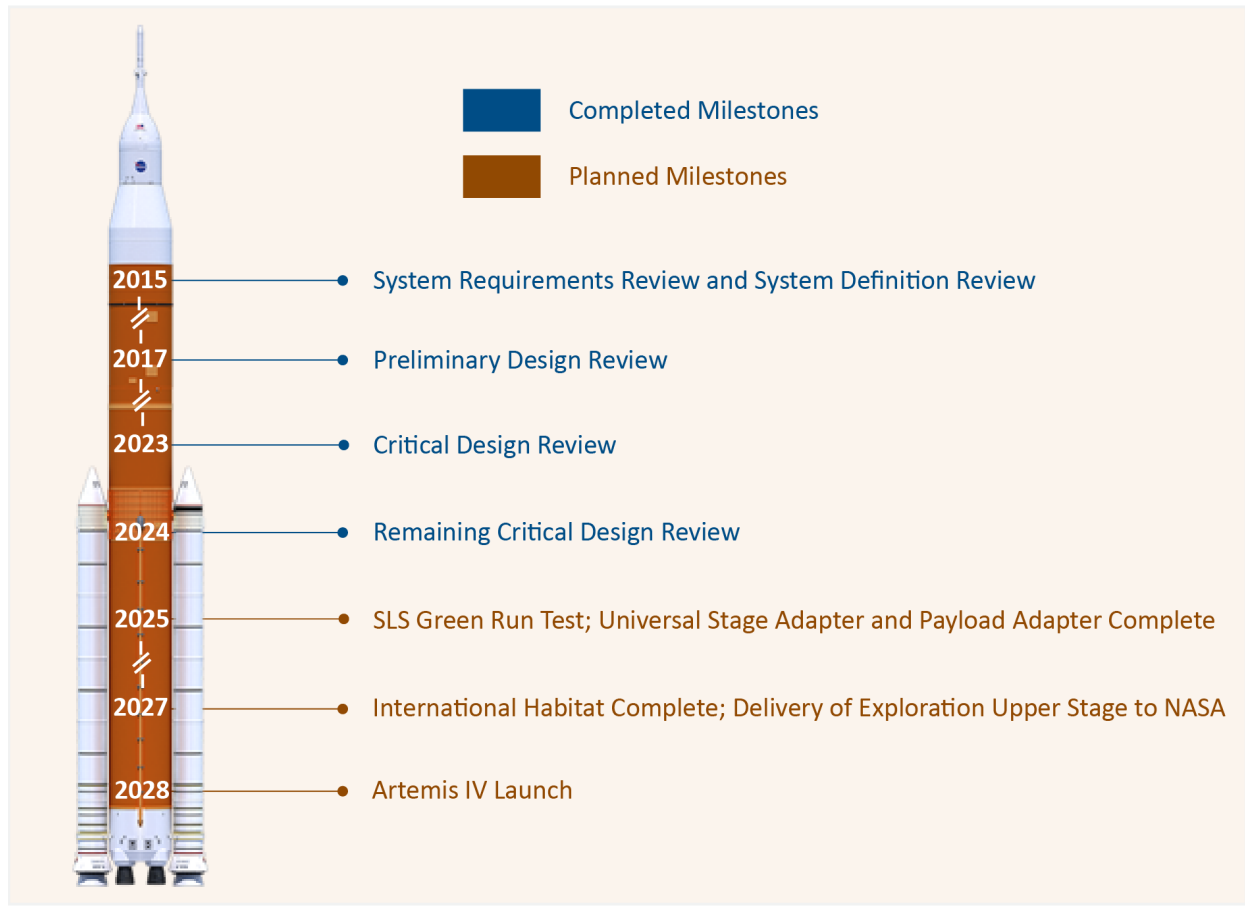 Completed Milestones
Planned Milestones
2015 System Requirements Review and System Definition Review
2017 Preliminary Design Review
2023 Critical Design Review
2024 Remaining Critical Design Review
2025 SLS Green Run Test; Universal Stage Adapter and Payload Adapter Complete
2027 International Habitat Complete; Delivery of Exploration Upper Stage to NASA
2028 Artemis IV Launch